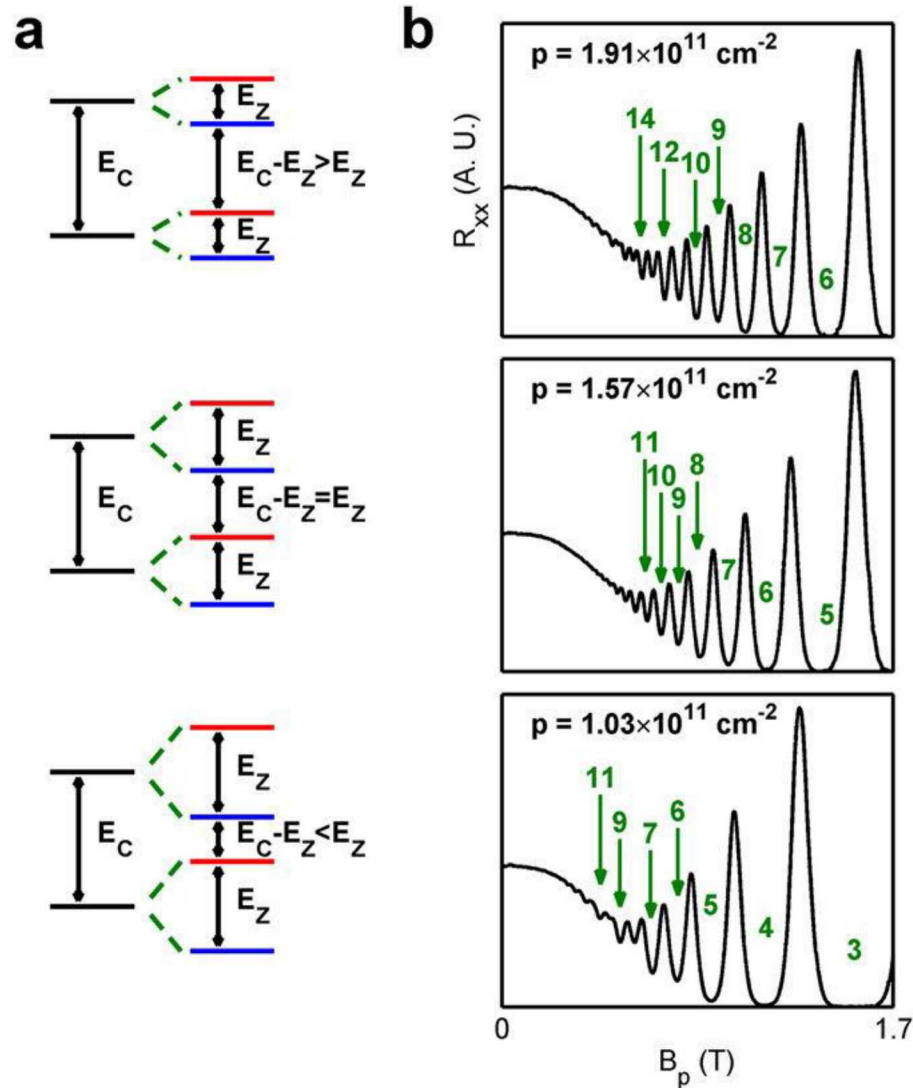 a
E_Z
E_C
E_C-E_Z>E_Z
E_Z
E_Z
E_C
E_C-E_Z=E_Z
E_Z
E_Z
E_C
E_C-E_Z<E_Z
E_Z
b
p = 1.91×10^11 cm^-2
14
12
10
9
8
7
6
R_xx (A. U.)
p = 1.57×10^11 cm^-2
11
10
9
8
7
6
5
p = 1.03×10^11 cm^-2
11
9
7
6
5
4
3
0
1.7
B_p (T)